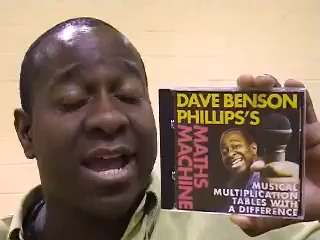 DAVE BENSON
PHILLIPS'S
MATHS
MACHINE
MUSICAL
MULTIPLICATION
TABLES WITH
A DIFFERENCE